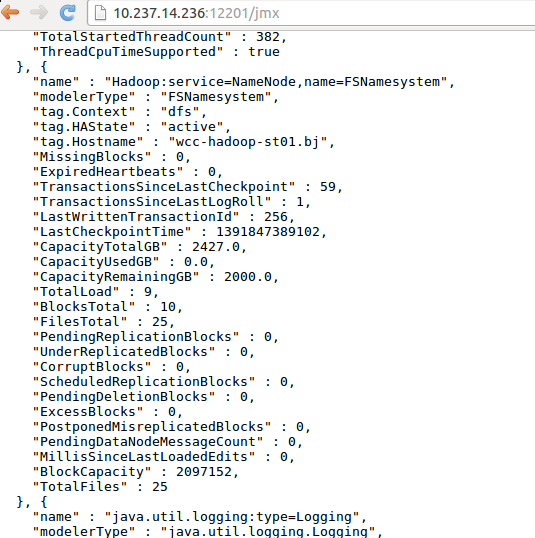 10.237.14.236:12201/jmx
"TotalStartedThreadCount" : 382,
"ThreadCpuTimeSupported" : true
}, {
"name" : "Hadoop:service=NameNode,name=FSNamesystem",
"modelerType" : "FSNamesystem",
"tag.Context" : "dfs",
"tag.HAState" : "active",
"tag.Hostname" : "wcc-hadoop-st01.bj",
"MissingBlocks" : 0,
"ExpiredHeartbeats" : 0,
"TransactionsSinceLastCheckpoint" : 59,
"TransactionsSinceLastLogRoll" : 1,
"LastWrittenTransactionId" : 256,
"LastCheckpointTime" : 1391847389102,
"CapacityTotalGB" : 2427.0,
"CapacityUsedGB" : 0.0,
"CapacityRemainingGB" : 2000.0,
"TotalLoad" : 9,
"BlocksTotal" : 10,
"FilesTotal" : 25,
"PendingReplicationBlocks" : 0,
"UnderReplicatedBlocks" : 0,
"CorruptBlocks" : 0,
"ScheduledReplicationBlocks" : 0,
"PendingDeletionBlocks" : 0,
"ExcessBlocks" : 0,
"PostponedMisreplicatedBlocks" : 0,
"PendingDataNodeMessageCount" : 0,
"MillisSinceLastLoadedEdits" : 0,
"BlockCapacity" : 2097152,
"TotalFiles" : 25
}, {
"name" : "java.util.logging:type=Logging",
"modelerType" : "java.util.logging.Logging",